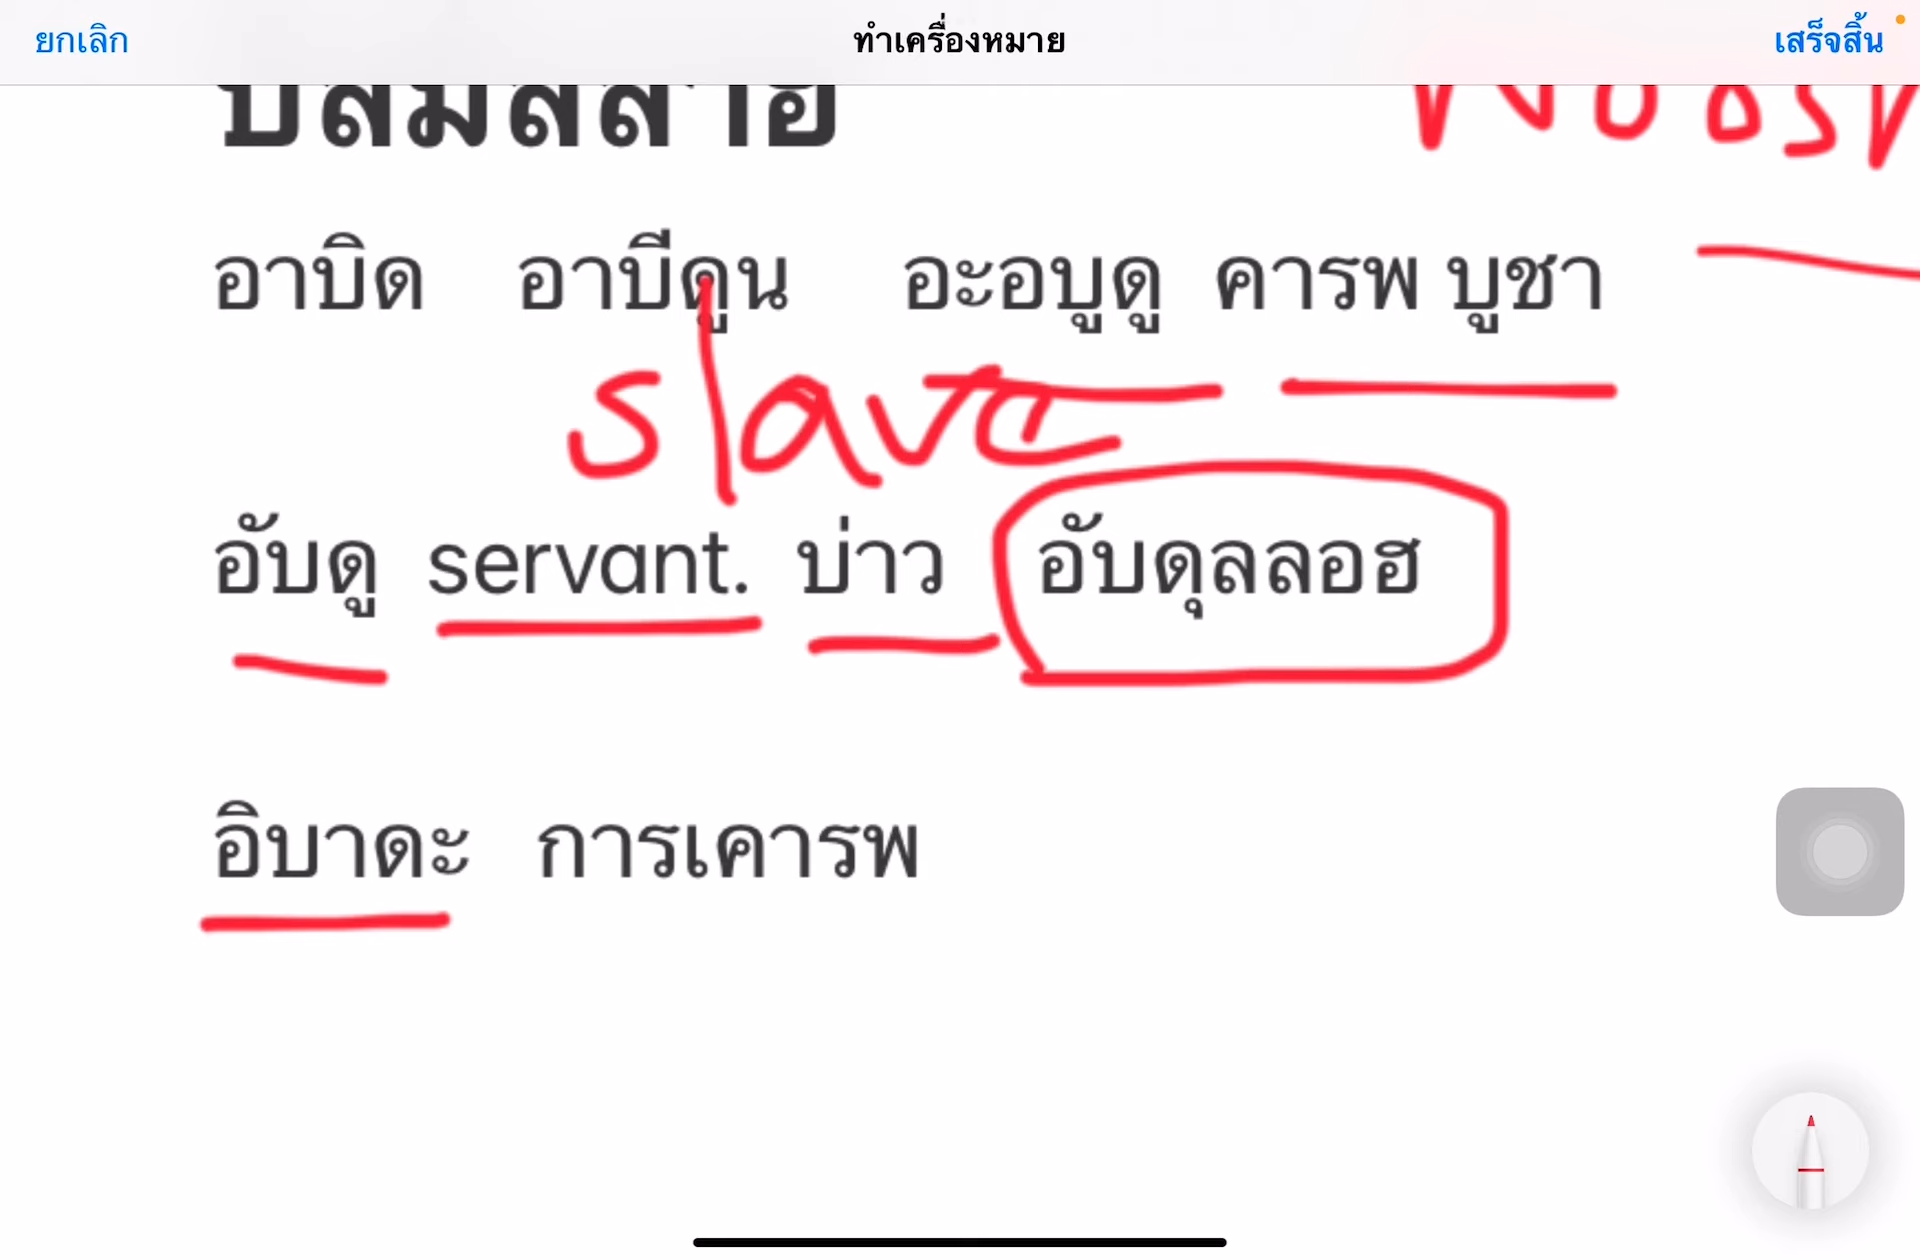 ยกเลิก ทำเครื่องหมาย เสร็จสิ้น
อาบิด อาบีดูน อะอบูดู คารพ บูชา
slave
อับดู servant. บ่าว อับดุลลอฮ
อิบาดะ การเคารพ